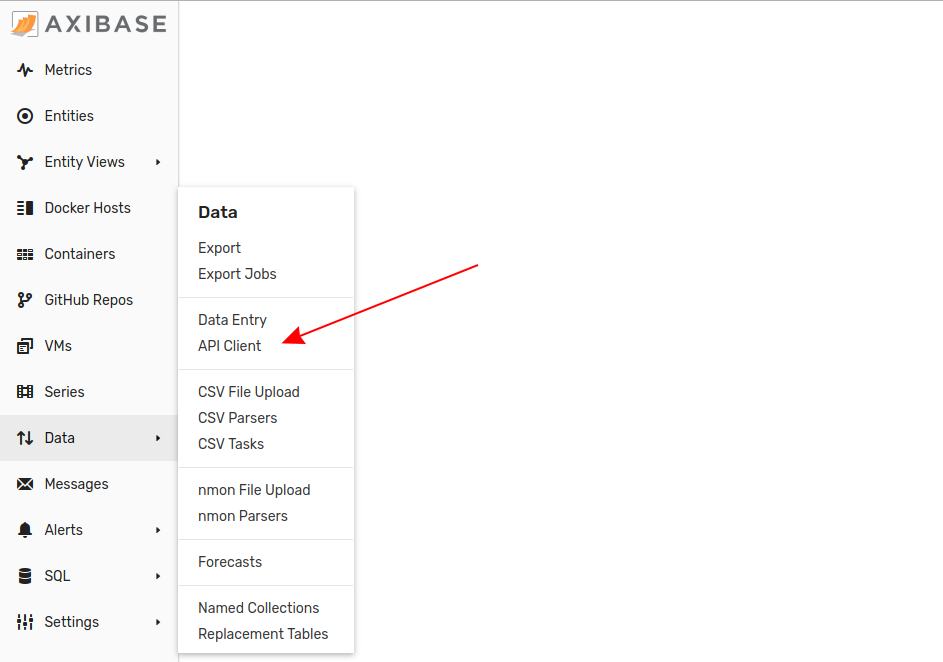 AXIBASE
Metrics
Entities
Entity Views
Docker Hosts
Containers
GitHub Repos
VMs
Series
Data
Messages
Alerts
SQL
Settings
Data
Export
Export Jobs
Data Entry
API Client
CSV File Upload
CSV Parsers
CSV Tasks
nmon File Upload
nmon Parsers
Forecasts
Named Collections
Replacement Tables